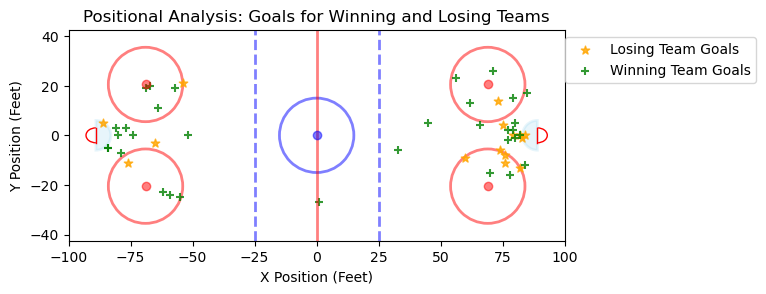 Positional Analysis: Goals for Winning and Losing Teams
Losing Team Goals
Winning Team Goals
Y Position (Feet)
40
20
0
−20
−40
−100
−75
−50
−25
0
25
50
75
100
X Position (Feet)